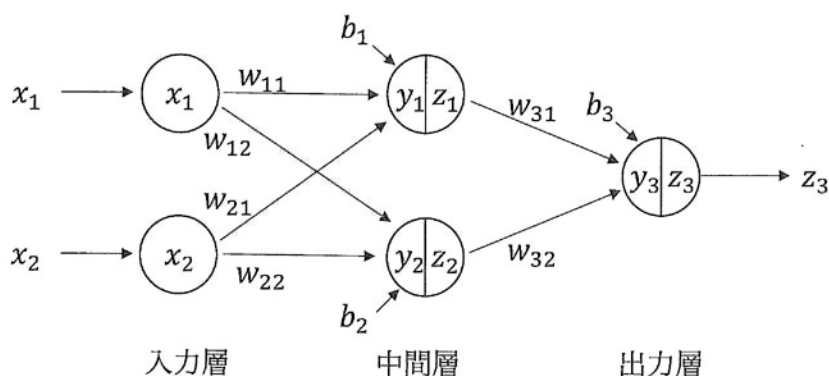 b₁
x₁ x₁ w₁₁ y₁ z₁ w₃₁
w₁₂ b₃
y₃ z₃ z₃
w₂₁
x₂ x₂ w₂₂ y₂ z₂ w₃₂
b₂
入力層 中間層 出力層